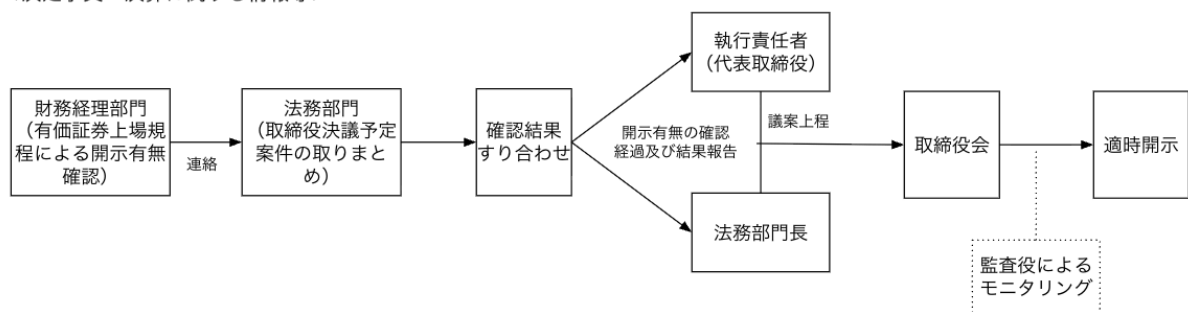 財務経理部門
（有価証券上場規
程による開示有無
確認）
連絡
法務部門
（取締役決議予定
案件の取りまと
め）
確認結果
すり合わせ
執行責任者
（代表取締役）
開示有無の確認
経過及び結果報告
議案上程
法務部門長
取締役会
適時開示
監査役による
モニタリング